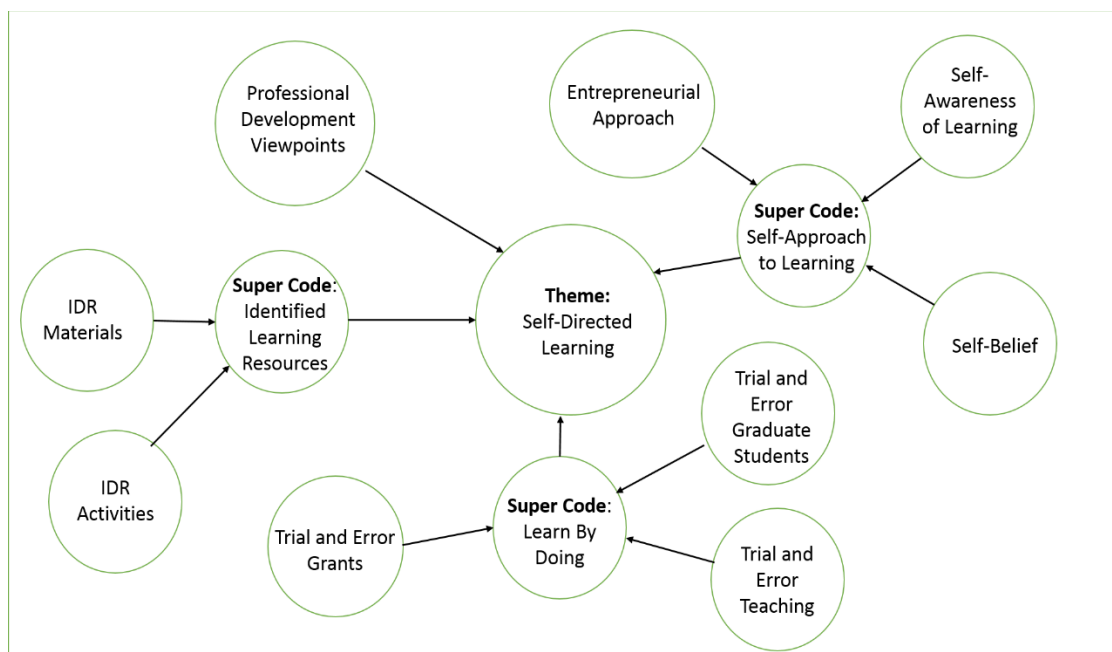 Professional
Development
Viewpoints
Entrepreneurial
Approach
Self-
Awareness
of Learning
Super Code:
Self-Approach
to Learning
IDR
Materials
Super Code:
Identified
Learning
Resources
Theme:
Self-Directed
Learning
Self-Belief
Trial and
Error
Graduate
Students
IDR
Activities
Trial and Error
Grants
Super Code:
Learn By
Doing
Trial and
Error
Teaching